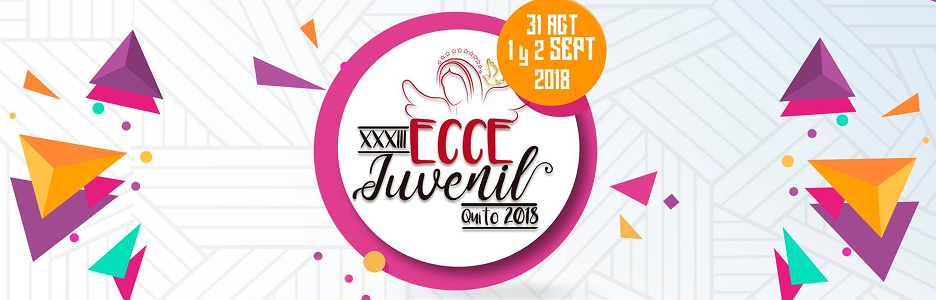 31 AGT
1 y 2 SEPT
2018
XXXIII ECCE
Juvenil
Quito 2018